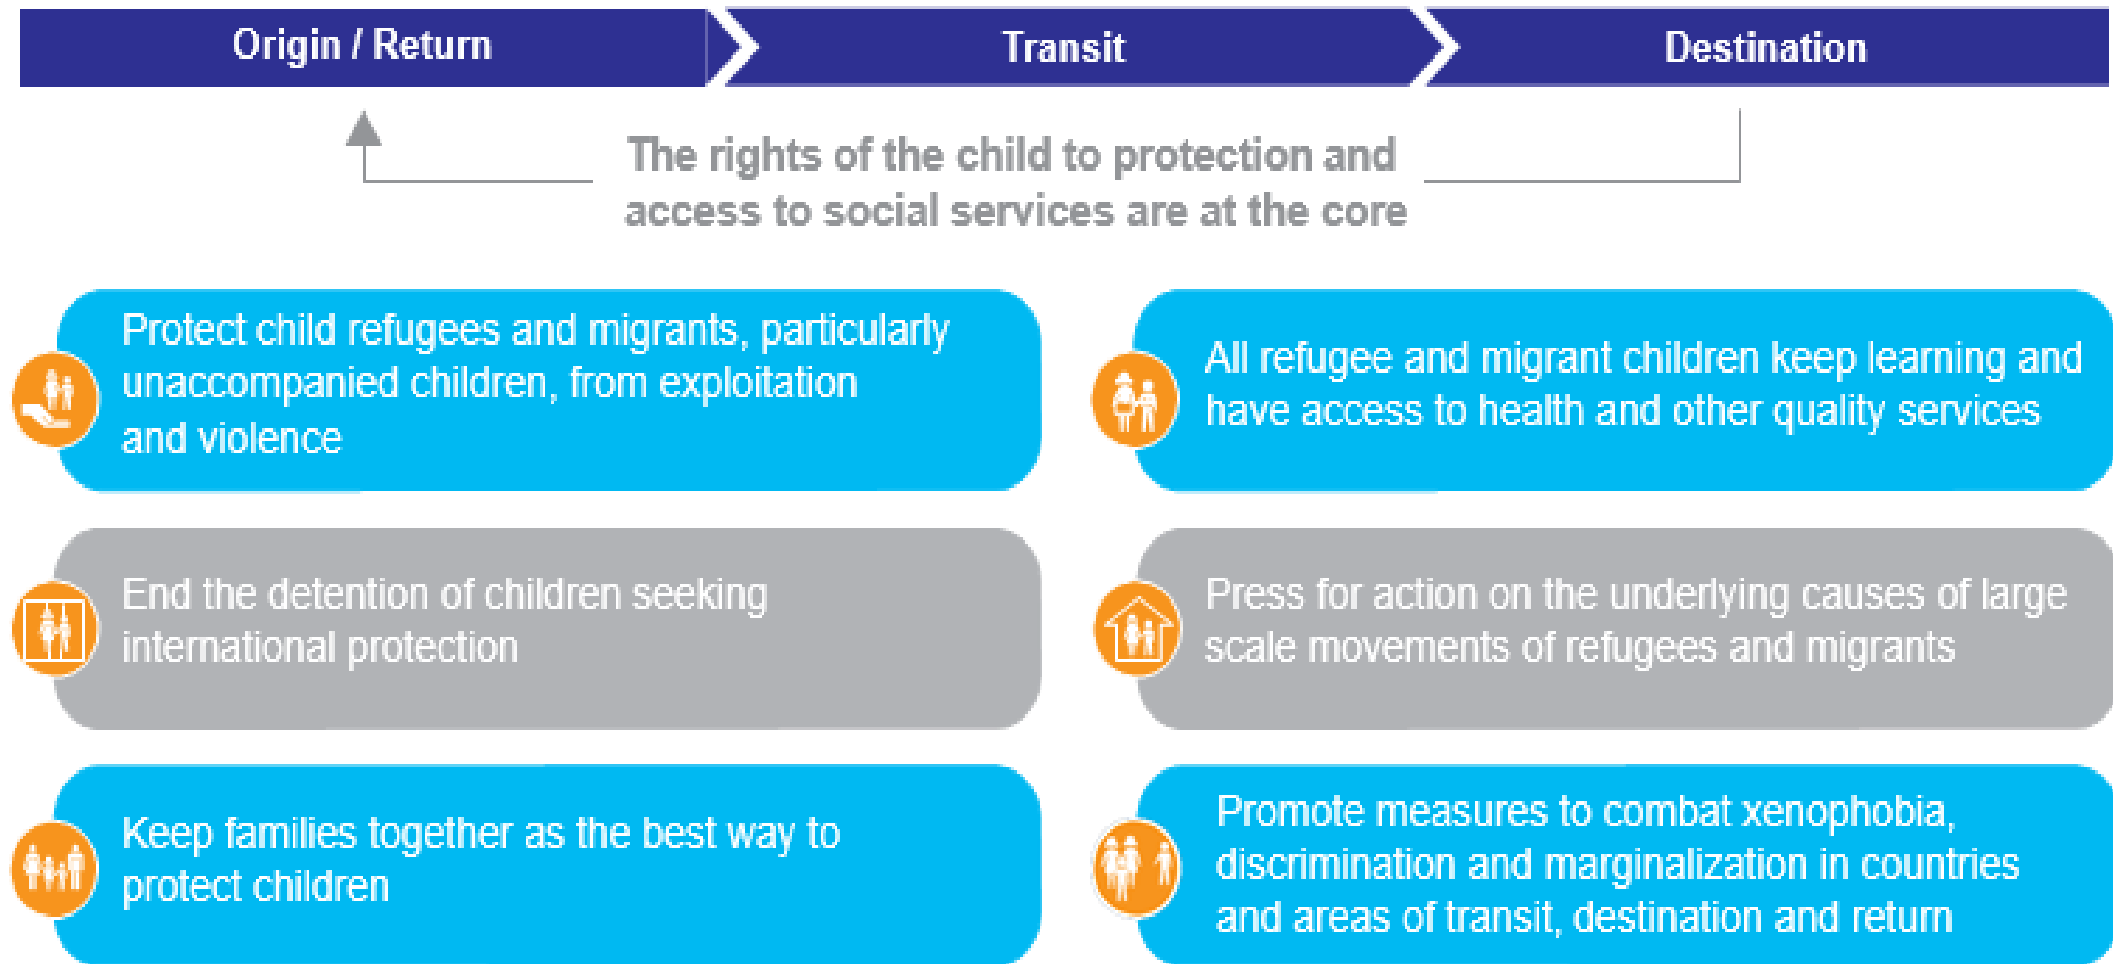 Origin / Return
Transit
Destination
The rights of the child to protection and
access to social services are at the core
Protect child refugees and migrants, particularly
unaccompanied children, from exploitation
and violence
All refugee and migrant children keep learning and
have access to health and other quality services
End the detention of children seeking
international protection
Press for action on the underlying causes of large
scale movements of refugees and migrants
Keep families together as the best way to
protect children
Promote measures to combat xenophobia,
discrimination and marginalization in countries
and areas of transit, destination and return